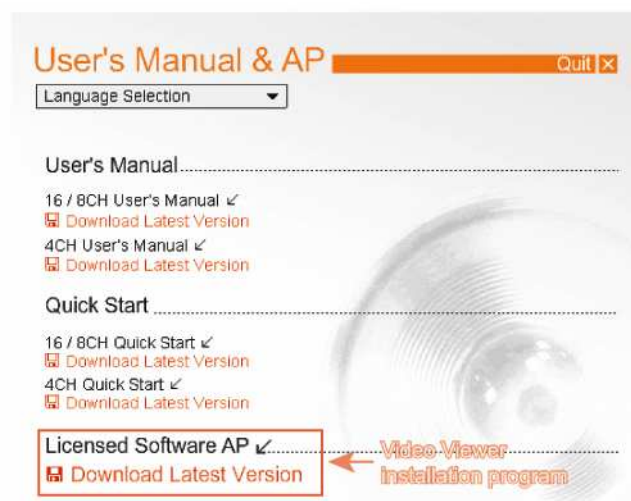 User's Manual & AP
Quit
Language Selection
User's Manual
16 / 8CH User's Manual
Download Latest Version
4CH User's Manual
Download Latest Version
Quick Start
16 / 8CH Quick Start
Download Latest Version
4CH Quick Start
Download Latest Version
Licensed Software AP
Download Latest Version
Video Viewer
installation program